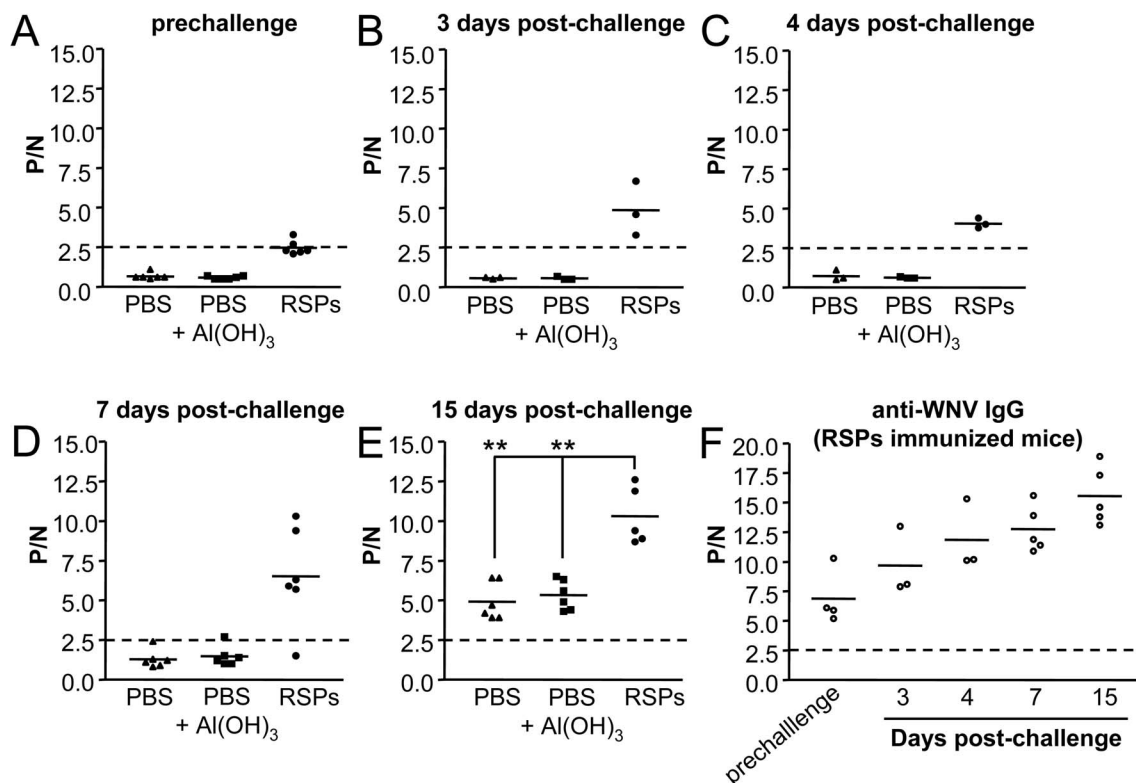 A
prechallenge
15.0
12.5
10.0
7.5
5.0
2.5
0.0
P/N
PBS PBS RSPs
+ Al(OH)3
B
3 days post-challenge
15.0
12.5
10.0
7.5
5.0
2.5
0.0
P/N
PBS PBS RSPs
+ Al(OH)3
C
4 days post-challenge
15.0
12.5
10.0
7.5
5.0
2.5
0.0
P/N
PBS PBS RSPs
+ Al(OH)3
D
7 days post-challenge
15.0
12.5
10.0
7.5
5.0
2.5
0.0
P/N
PBS PBS RSPs
+ Al(OH)3
E
15 days post-challenge
15.0
12.5
10.0
7.5
5.0
2.5
0.0
P/N
** **
PBS PBS RSPs
+ Al(OH)3
F
anti-WNV IgG
(RSPs immunized mice)
20.0
17.5
15.0
12.5
10.0
7.5
5.0
2.5
0.0
P/N
prechalllenge
3 4 7 15
Days post-challenge